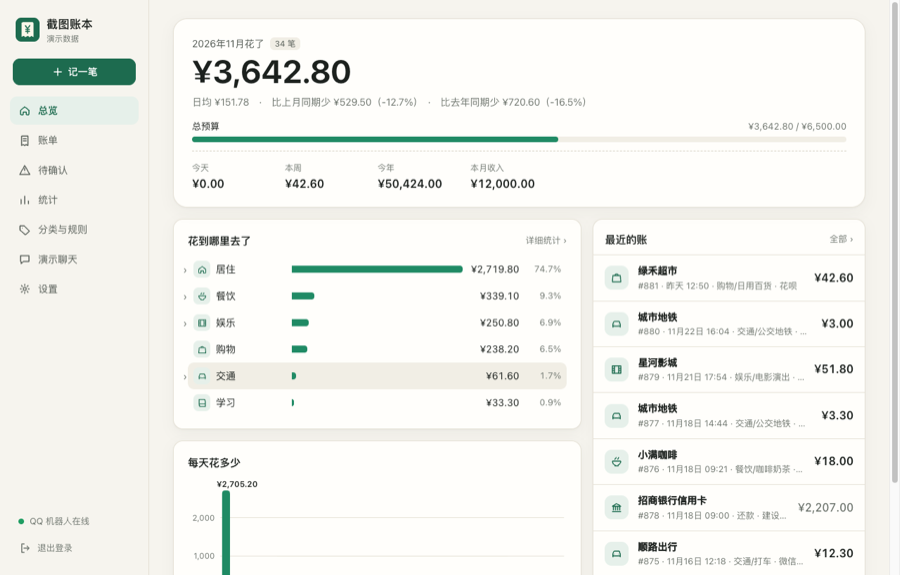 截图账本
演示数据
+ 记一笔
总览
账单
待确认
统计
分类与规则
演示聊天
设置
QQ 机器人在线
退出登录
2026年11月花了 34 笔
¥3,642.80
日均 ¥151.78 · 比上月同期少 ¥529.50 (-12.7%) · 比去年同期少 ¥720.60 (-16.5%)
总预算 ¥3,642.80 / ¥6,500.00
今天 本周 今年 本月收入
¥0.00 ¥42.60 ¥50,424.00 ¥12,000.00
花到哪里去了 详细统计 ›
› 居住 ¥2,719.80 74.7%
› 餐饮 ¥339.10 9.3%
› 娱乐 ¥250.80 6.9%
购物 ¥238.20 6.5%
› 交通 ¥61.60 1.7%
学习 ¥33.30 0.9%
每天花多少
¥2,705.20
2,000
1,000
最近的账 全部 ›
绿禾超市 ¥42.60
#881 · 昨天 12:50 · 购物/日用百货 · 花呗
城市地铁 ¥3.00
#880 · 11月22日 16:04 · 交通/公交地铁 · ...
星河影城 ¥51.80
#879 · 11月21日 17:54 · 娱乐/电影演出 · ...
城市地铁 ¥3.30
#877 · 11月18日 14:44 · 交通/公交地铁 · ...
小满咖啡 ¥18.00
#876 · 11月18日 09:21 · 餐饮/咖啡奶茶 ·...
招商银行信用卡 ¥2,207.00
#878 · 11月18日 09:00 · 还款 · 建设...
顺路出行 ¥12.30
#875 · 11月16日 12:18 · 交通/打车 · 微信...